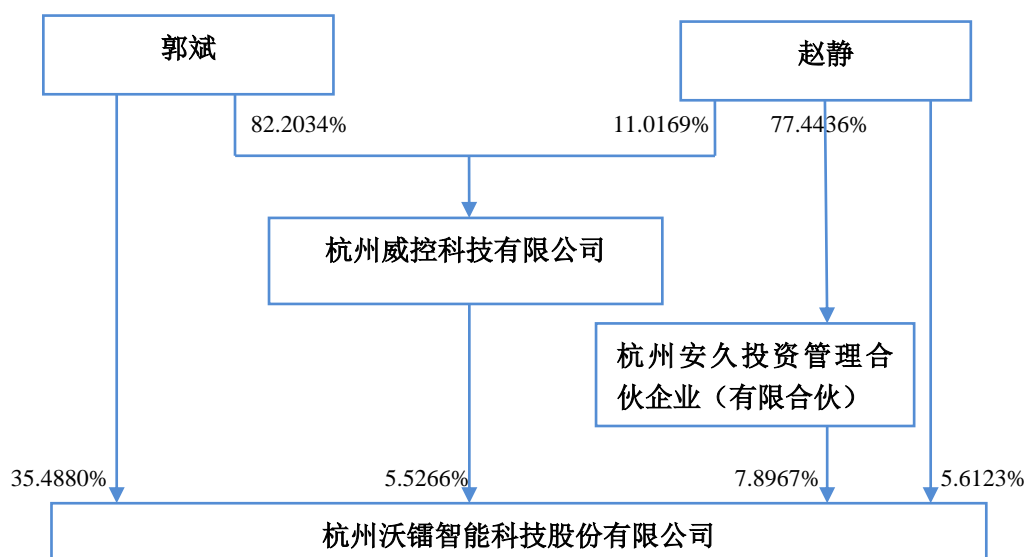 郭斌
赵静
82.2034%
11.0169%
77.4436%
杭州威控科技有限公司
杭州安久投资管理合
伙企业（有限合伙）
35.4880%
5.5266%
7.8967%
5.6123%
杭州沃镭智能科技股份有限公司